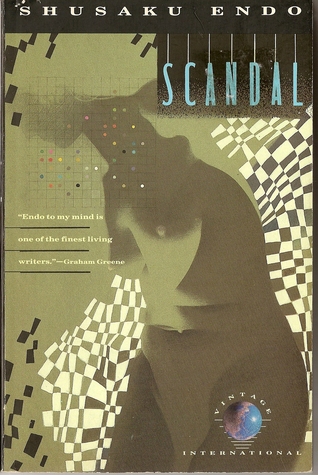 SHUSAKU ENDO
SCANDAL
"Endo to my mind is
one of the finest living
writers."—Graham Greene
VINTAGE
INTERNATIONAL